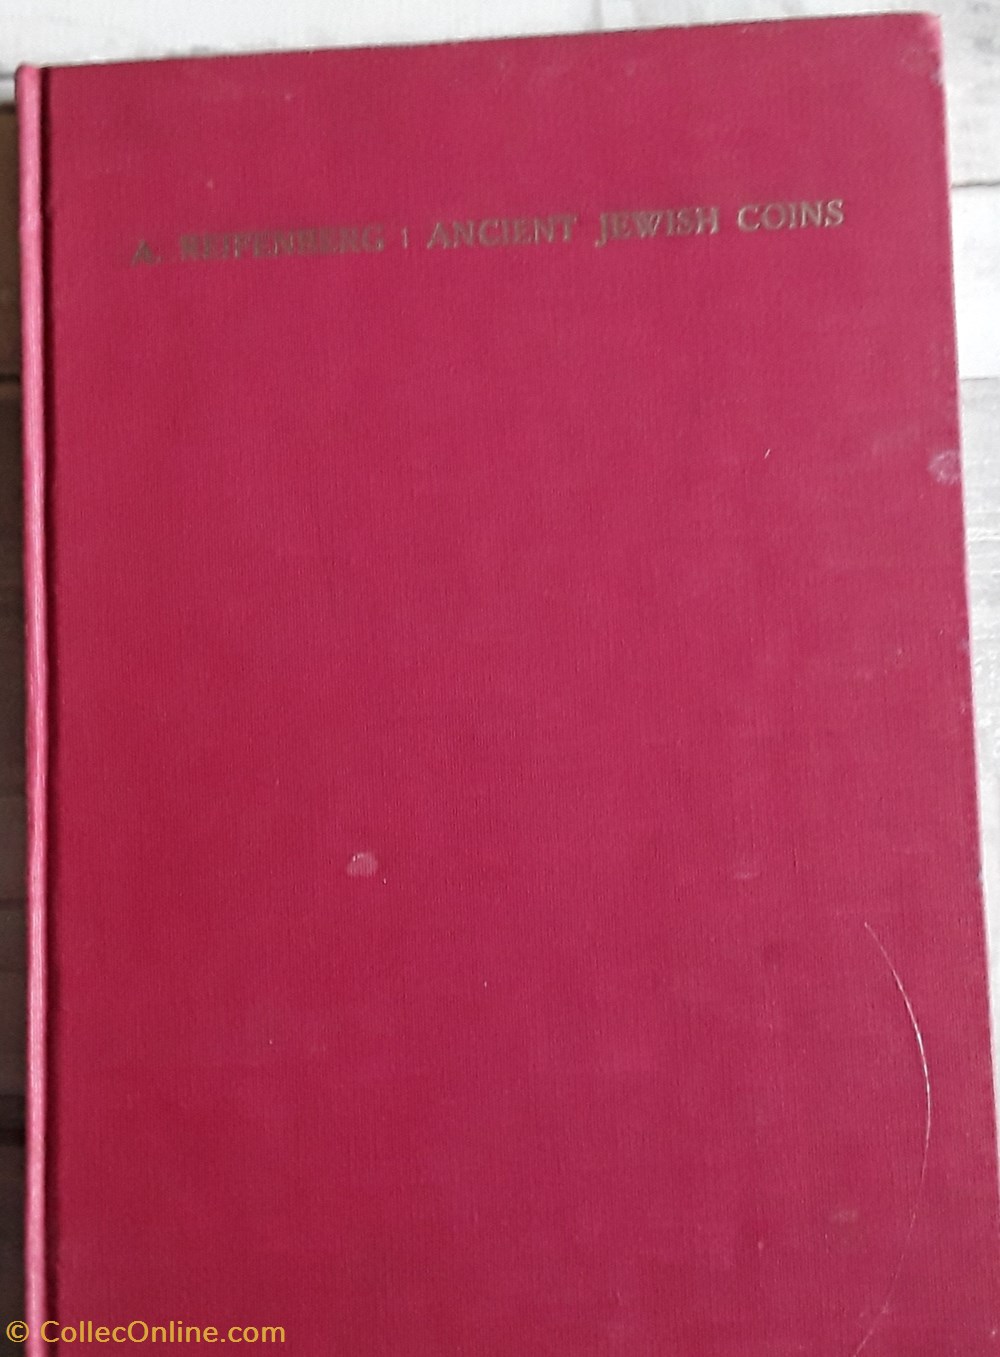 A. REIFENBERG : ANCIENT JEWISH COINS
© CollecOnline.com